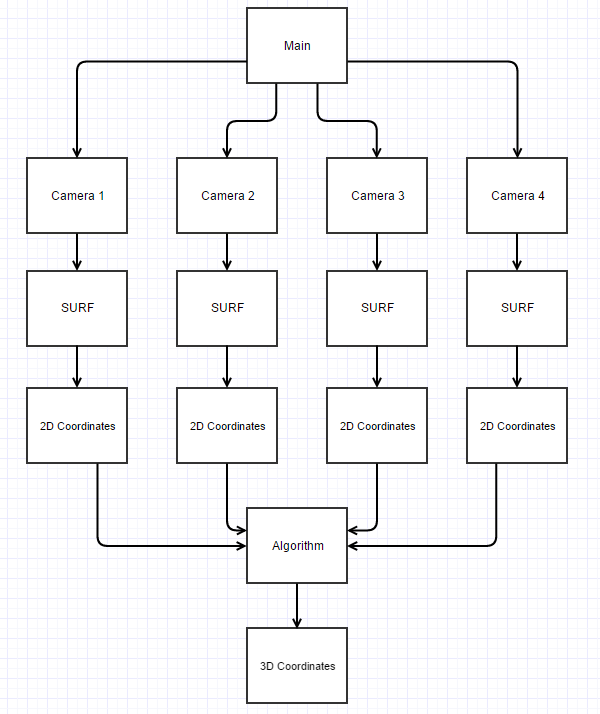 Main
Camera 1
Camera 2
Camera 3
Camera 4
SURF
SURF
SURF
SURF
2D Coordinates
2D Coordinates
2D Coordinates
2D Coordinates
Algorithm
3D Coordinates